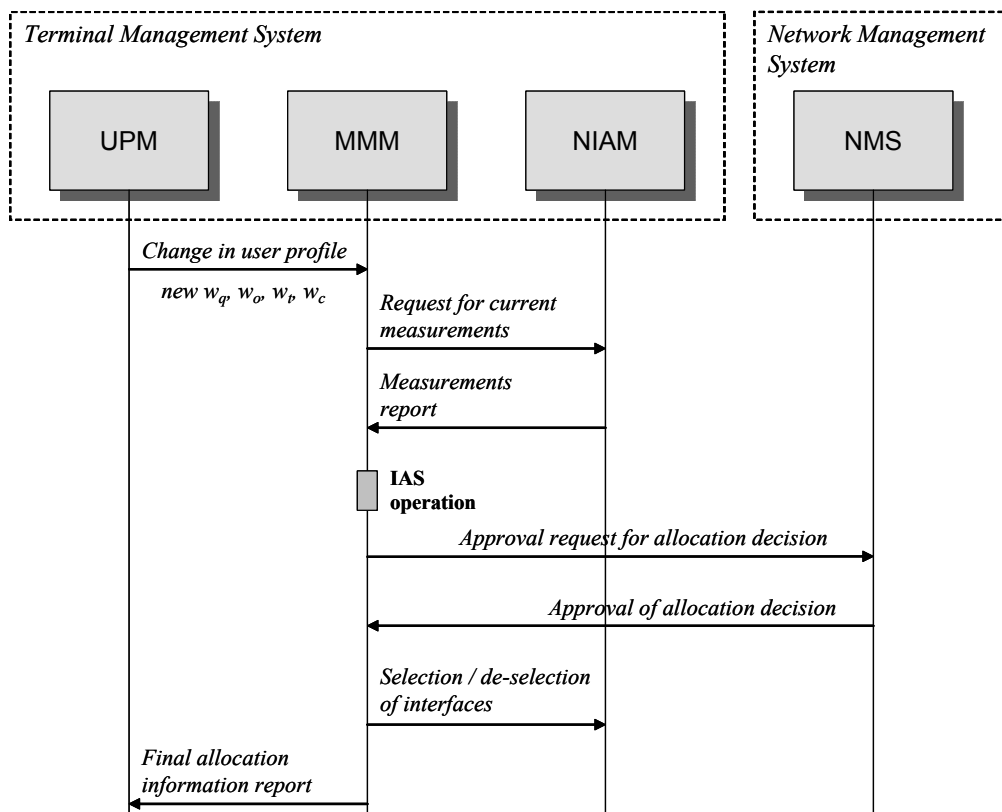 Terminal Management System
Network Management
System
UPM
MMM
NIAM
NMS
Change in user profile
new w_q, w_o, w_t, w_c
Request for current
measurements
Measurements
report
IAS
operation
Approval request for allocation decision
Approval of allocation decision
Selection / de-selection
of interfaces
Final allocation
information report